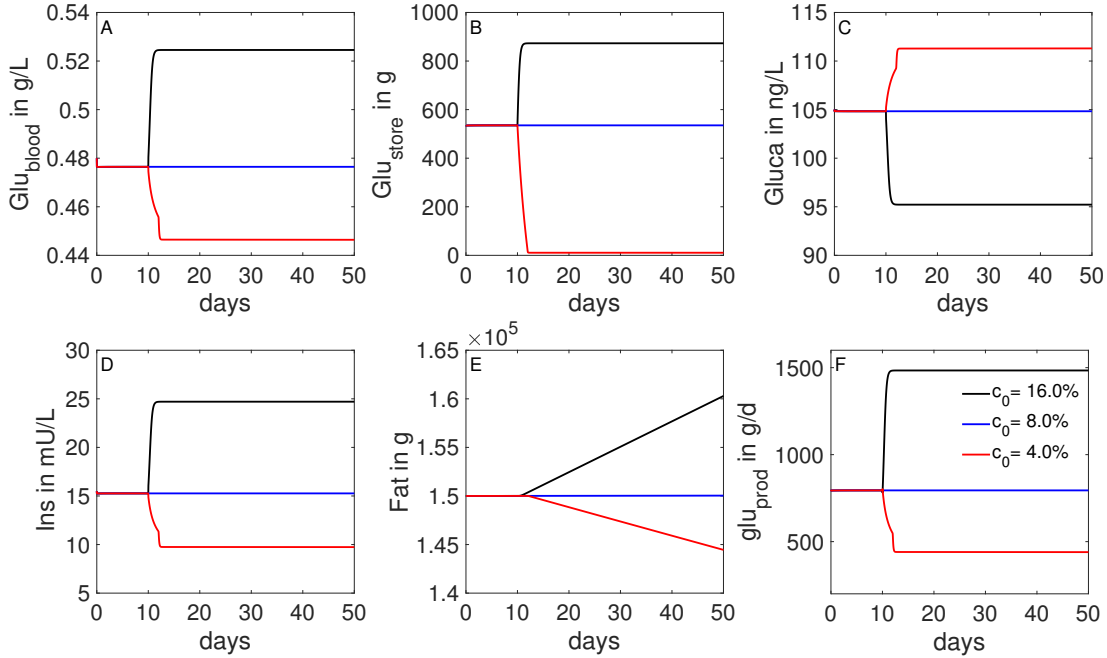 A
Glu_blood in g/L
0.54
0.52
0.5
0.48
0.46
0.44
0 10 20 30 40 50
days
B
Glu_store in g
1000
800
600
400
200
0
0 10 20 30 40 50
days
C
Gluca in ng/L
115
110
105
100
95
90
0 10 20 30 40 50
days
D
Ins in mU/L
30
25
20
15
10
5
0 10 20 30 40 50
days
E
×10^5
Fat in g
1.65
1.6
1.55
1.5
1.45
1.4
0 10 20 30 40 50
days
F
glu_prod in g/d
1500
1000
500
c_0= 16.0%
c_0= 8.0%
c_0= 4.0%
0 10 20 30 40 50
days